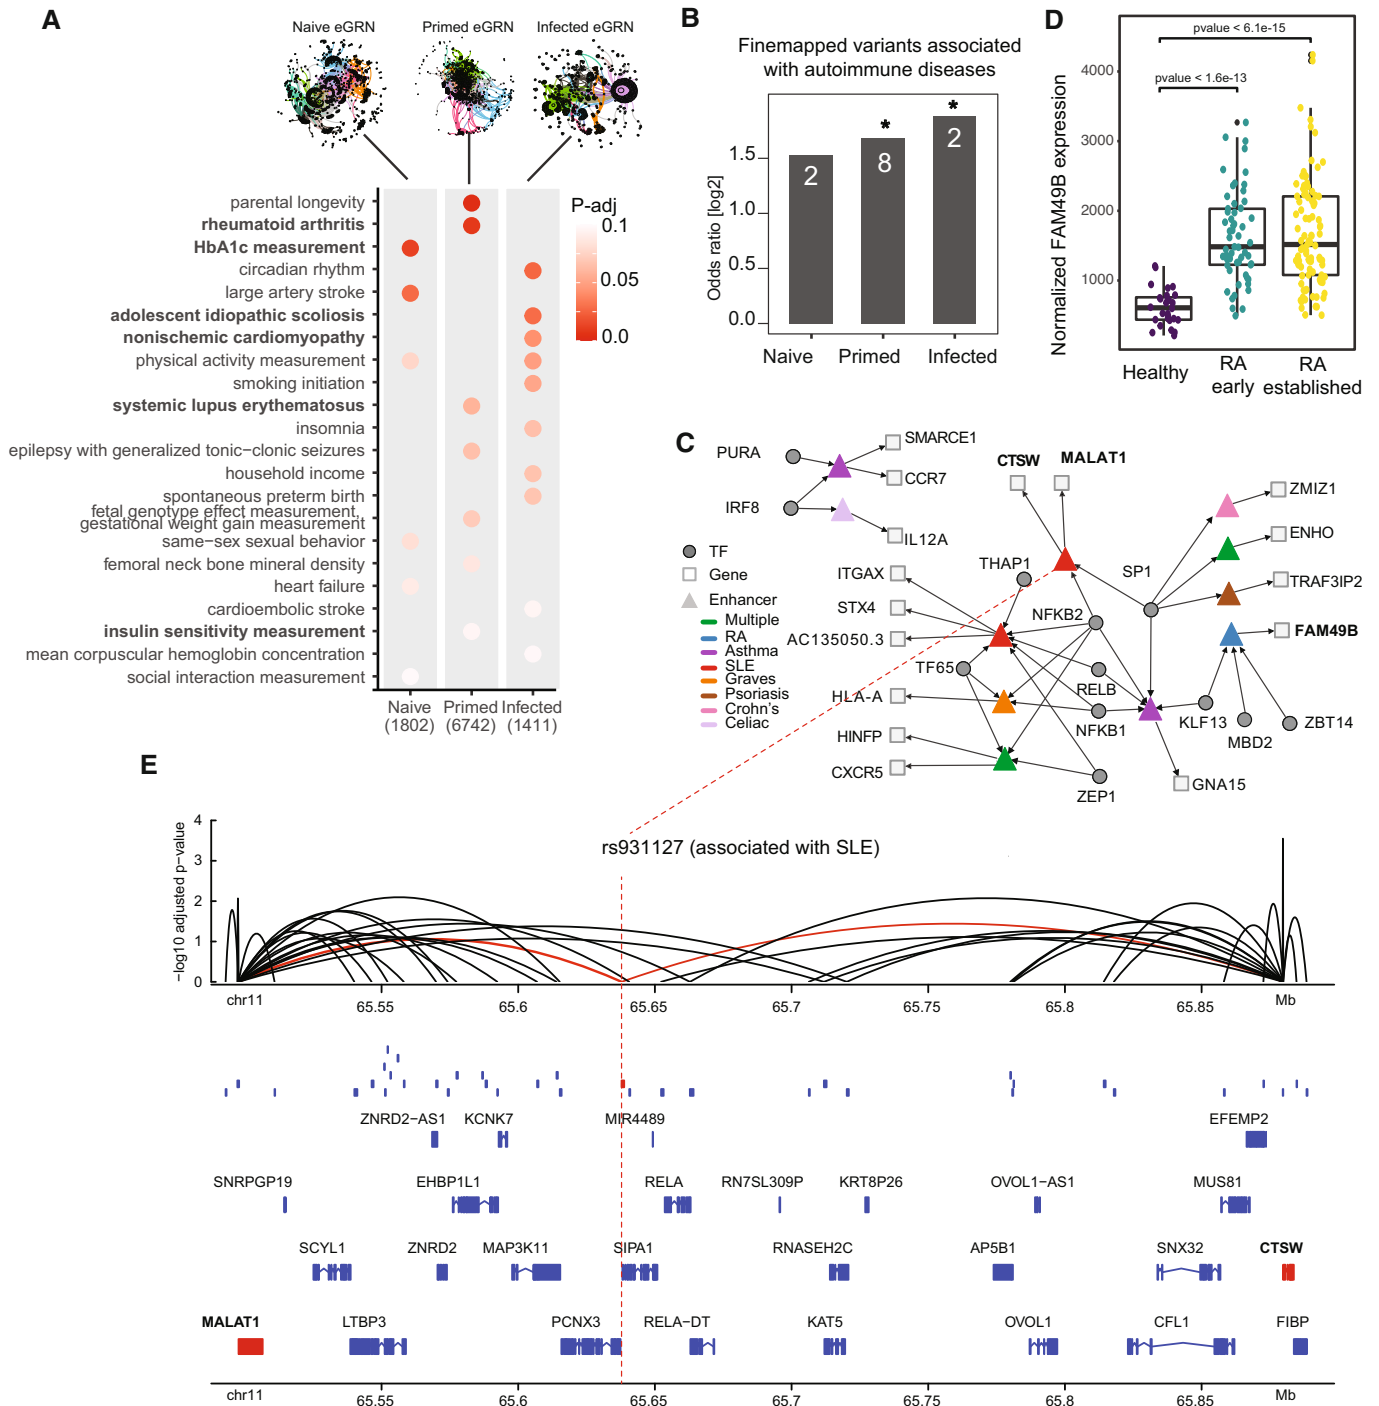 A
Naive eGRN
Primed eGRN
Infected eGRN
parental longevity
rheumatoid arthritis
HbA1c measurement
circadian rhythm
large artery stroke
adolescent idiopathic scoliosis
nonischemic cardiomyopathy
physical activity measurement
smoking initiation
systemic lupus erythematosus
insomnia
epilepsy with generalized tonic-clonic seizures
household income
spontaneous preterm birth
fetal genotype effect measurement,
gestational weight gain measurement
same-sex sexual behavior
femoral neck bone mineral density
heart failure
cardioembolic stroke
insulin sensitivity measurement
mean corpuscular hemoglobin concentration
social interaction measurement
Naive Primed Infected
(1802) (6742) (1411)
P-adj
0.1
0.05
0.0
B
Finemapped variants associated
with autoimmune diseases
Odds ratio [log2]
1.5
1.0
0.5
0.0
2
*
8
*
2
Naive Primed Infected
D
Normalized FAM49B expression
4000
3000
2000
1000
pvalue < 6.1e-15
pvalue < 1.6e-13
Healthy
RA
early
RA
established
C
PURA
IRF8
SMARCE1
CCR7
IL12A
CTSW
MALAT1
ZMIZ1
ENHO
TRAF3IP2
FAM49B
TF
Gene
Enhancer
Multiple
RA
Asthma
SLE
Graves
Psoriasis
Crohn's
Celiac
ITGAX
STX4
AC135050.3
HLA-A
HINFP
CXCR5
THAP1
NFKB2
SP1
TF65
RELB
NFKB1
KLF13
MBD2
ZBT14
ZEP1
GNA15
E
−log10 adjusted p−value
4
3
2
1
0
rs931127 (associated with SLE)
chr11 65.55 65.6 65.65 65.7 65.75 65.8 65.85 Mb
ZNRD2−AS1 KCNK7 MIR4489 EFEMP2
SNRPGP19 EHBP1L1 RELA RN7SL309P KRT8P26 OVOL1−AS1 MUS81
SCYL1 ZNRD2 MAP3K11 SIPA1 RNASEH2C AP5B1 SNX32 CTSW
MALAT1 LTBP3 PCNX3 RELA−DT KAT5 OVOL1 CFL1 FIBP
chr11 65.55 65.6 65.65 65.7 65.75 65.8 65.85 Mb